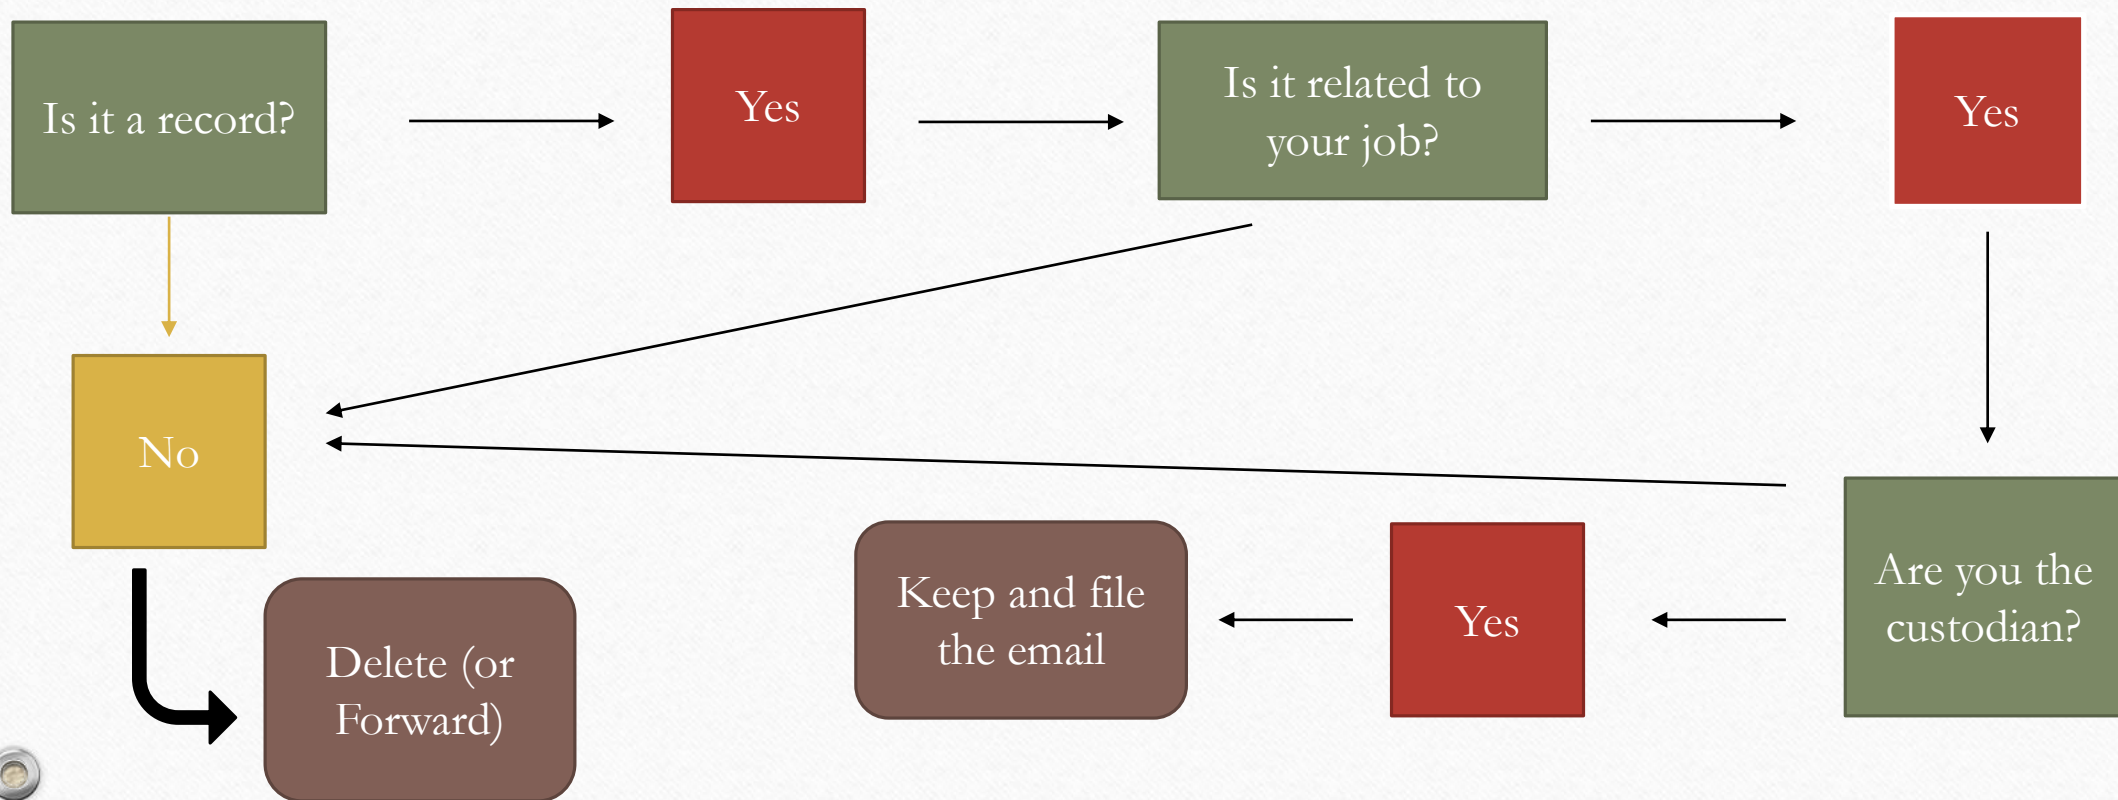 Is it a record?
Yes
Is it related to
your job?
Yes
No
Are you the
custodian?
Yes
Keep and file
the email
Delete (or
Forward)